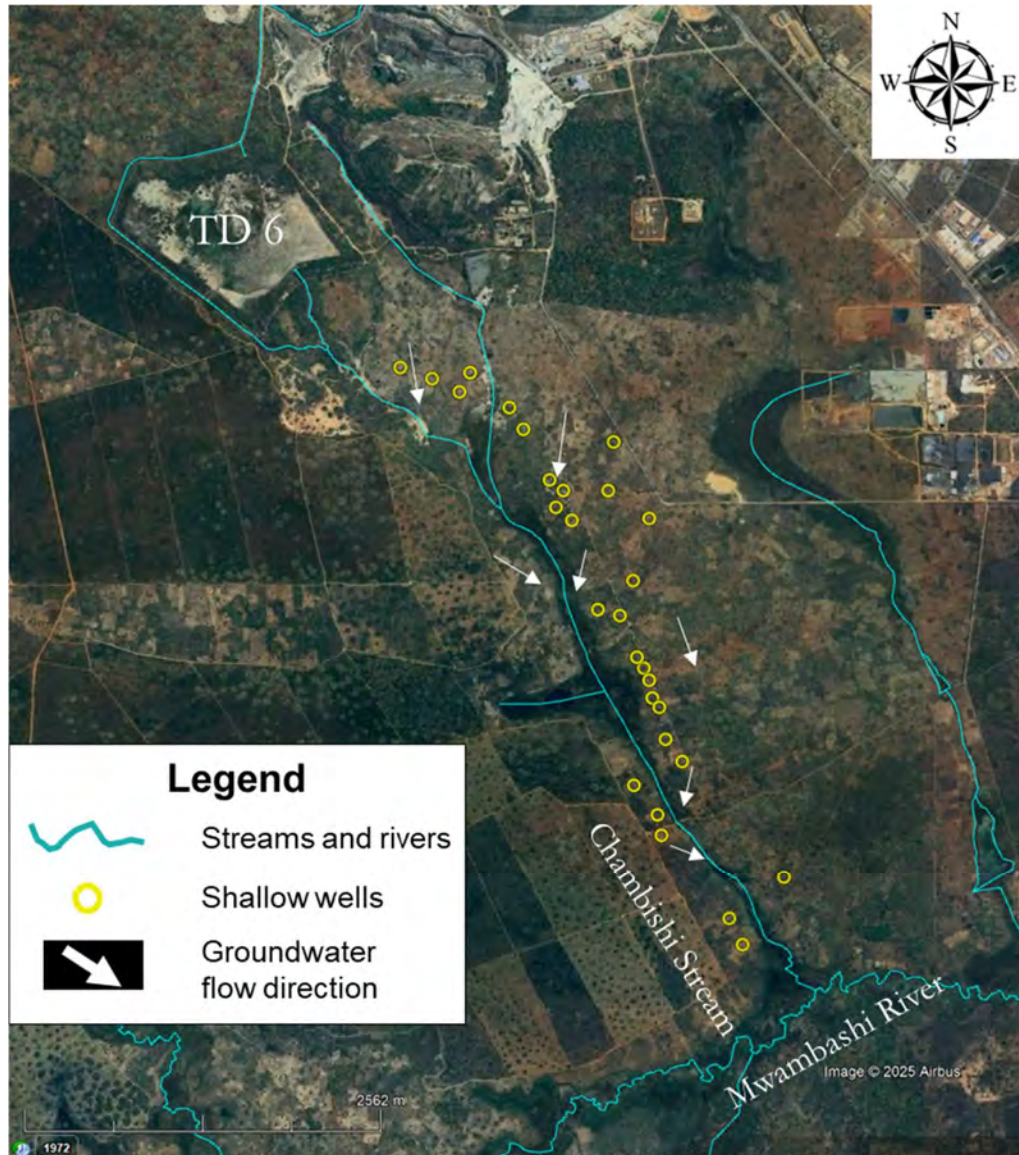 N
W E
S
TD 6
Legend
Streams and rivers
Shallow wells
Groundwater
flow direction
Chambishi Stream
Mwambashi River
Image © 2025 Airbus
2562 m
1972